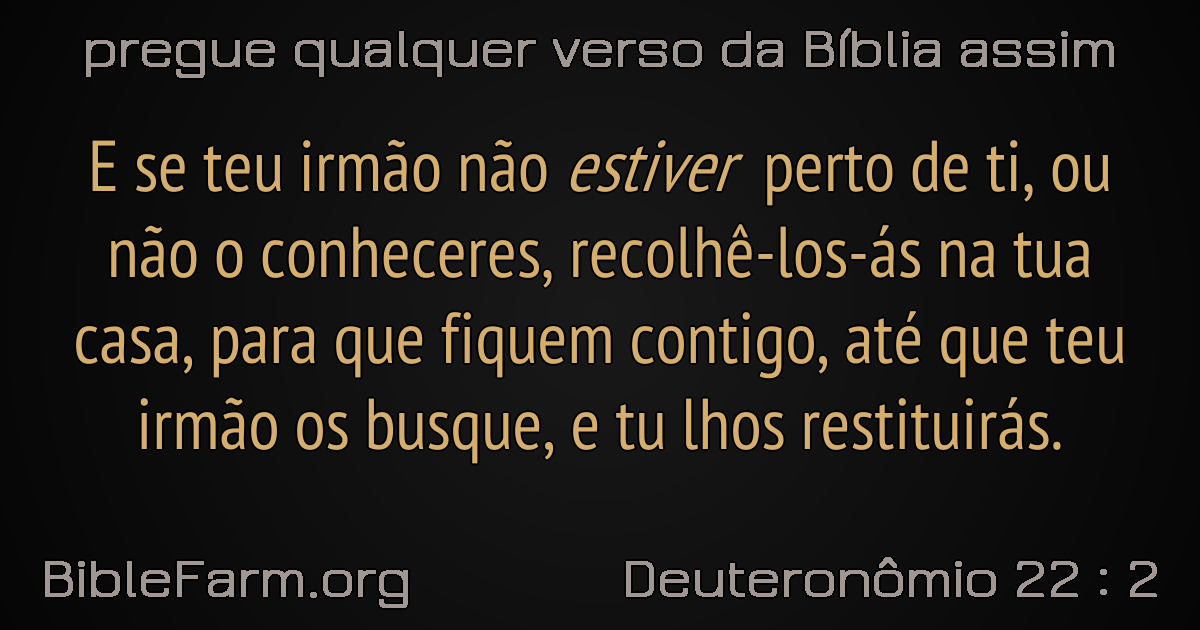 pregue qualquer verso da Bíblia assim
E se teu irmão não estiver perto de ti, ou
não o conheceres, recolhê-los-ás na tua
casa, para que fiquem contigo, até que teu
irmão os busque, e tu lhos restituirás.
BibleFarm.org
Deuteronômio 22 : 2